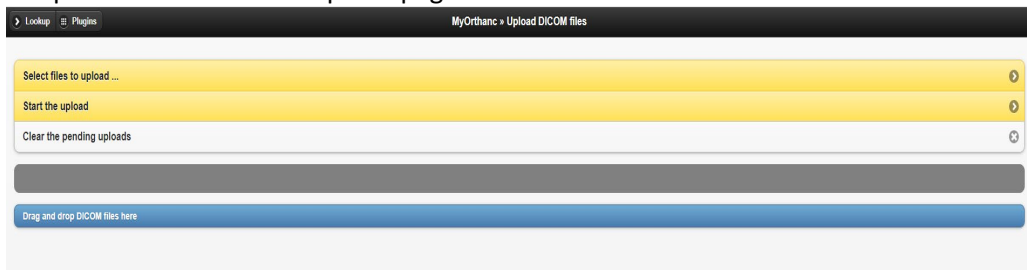 Lookup Plugins MyOrthanc » Upload DICOM files
Select files to upload ...
Start the upload
Clear the pending uploads
Drag and drop DICOM files here